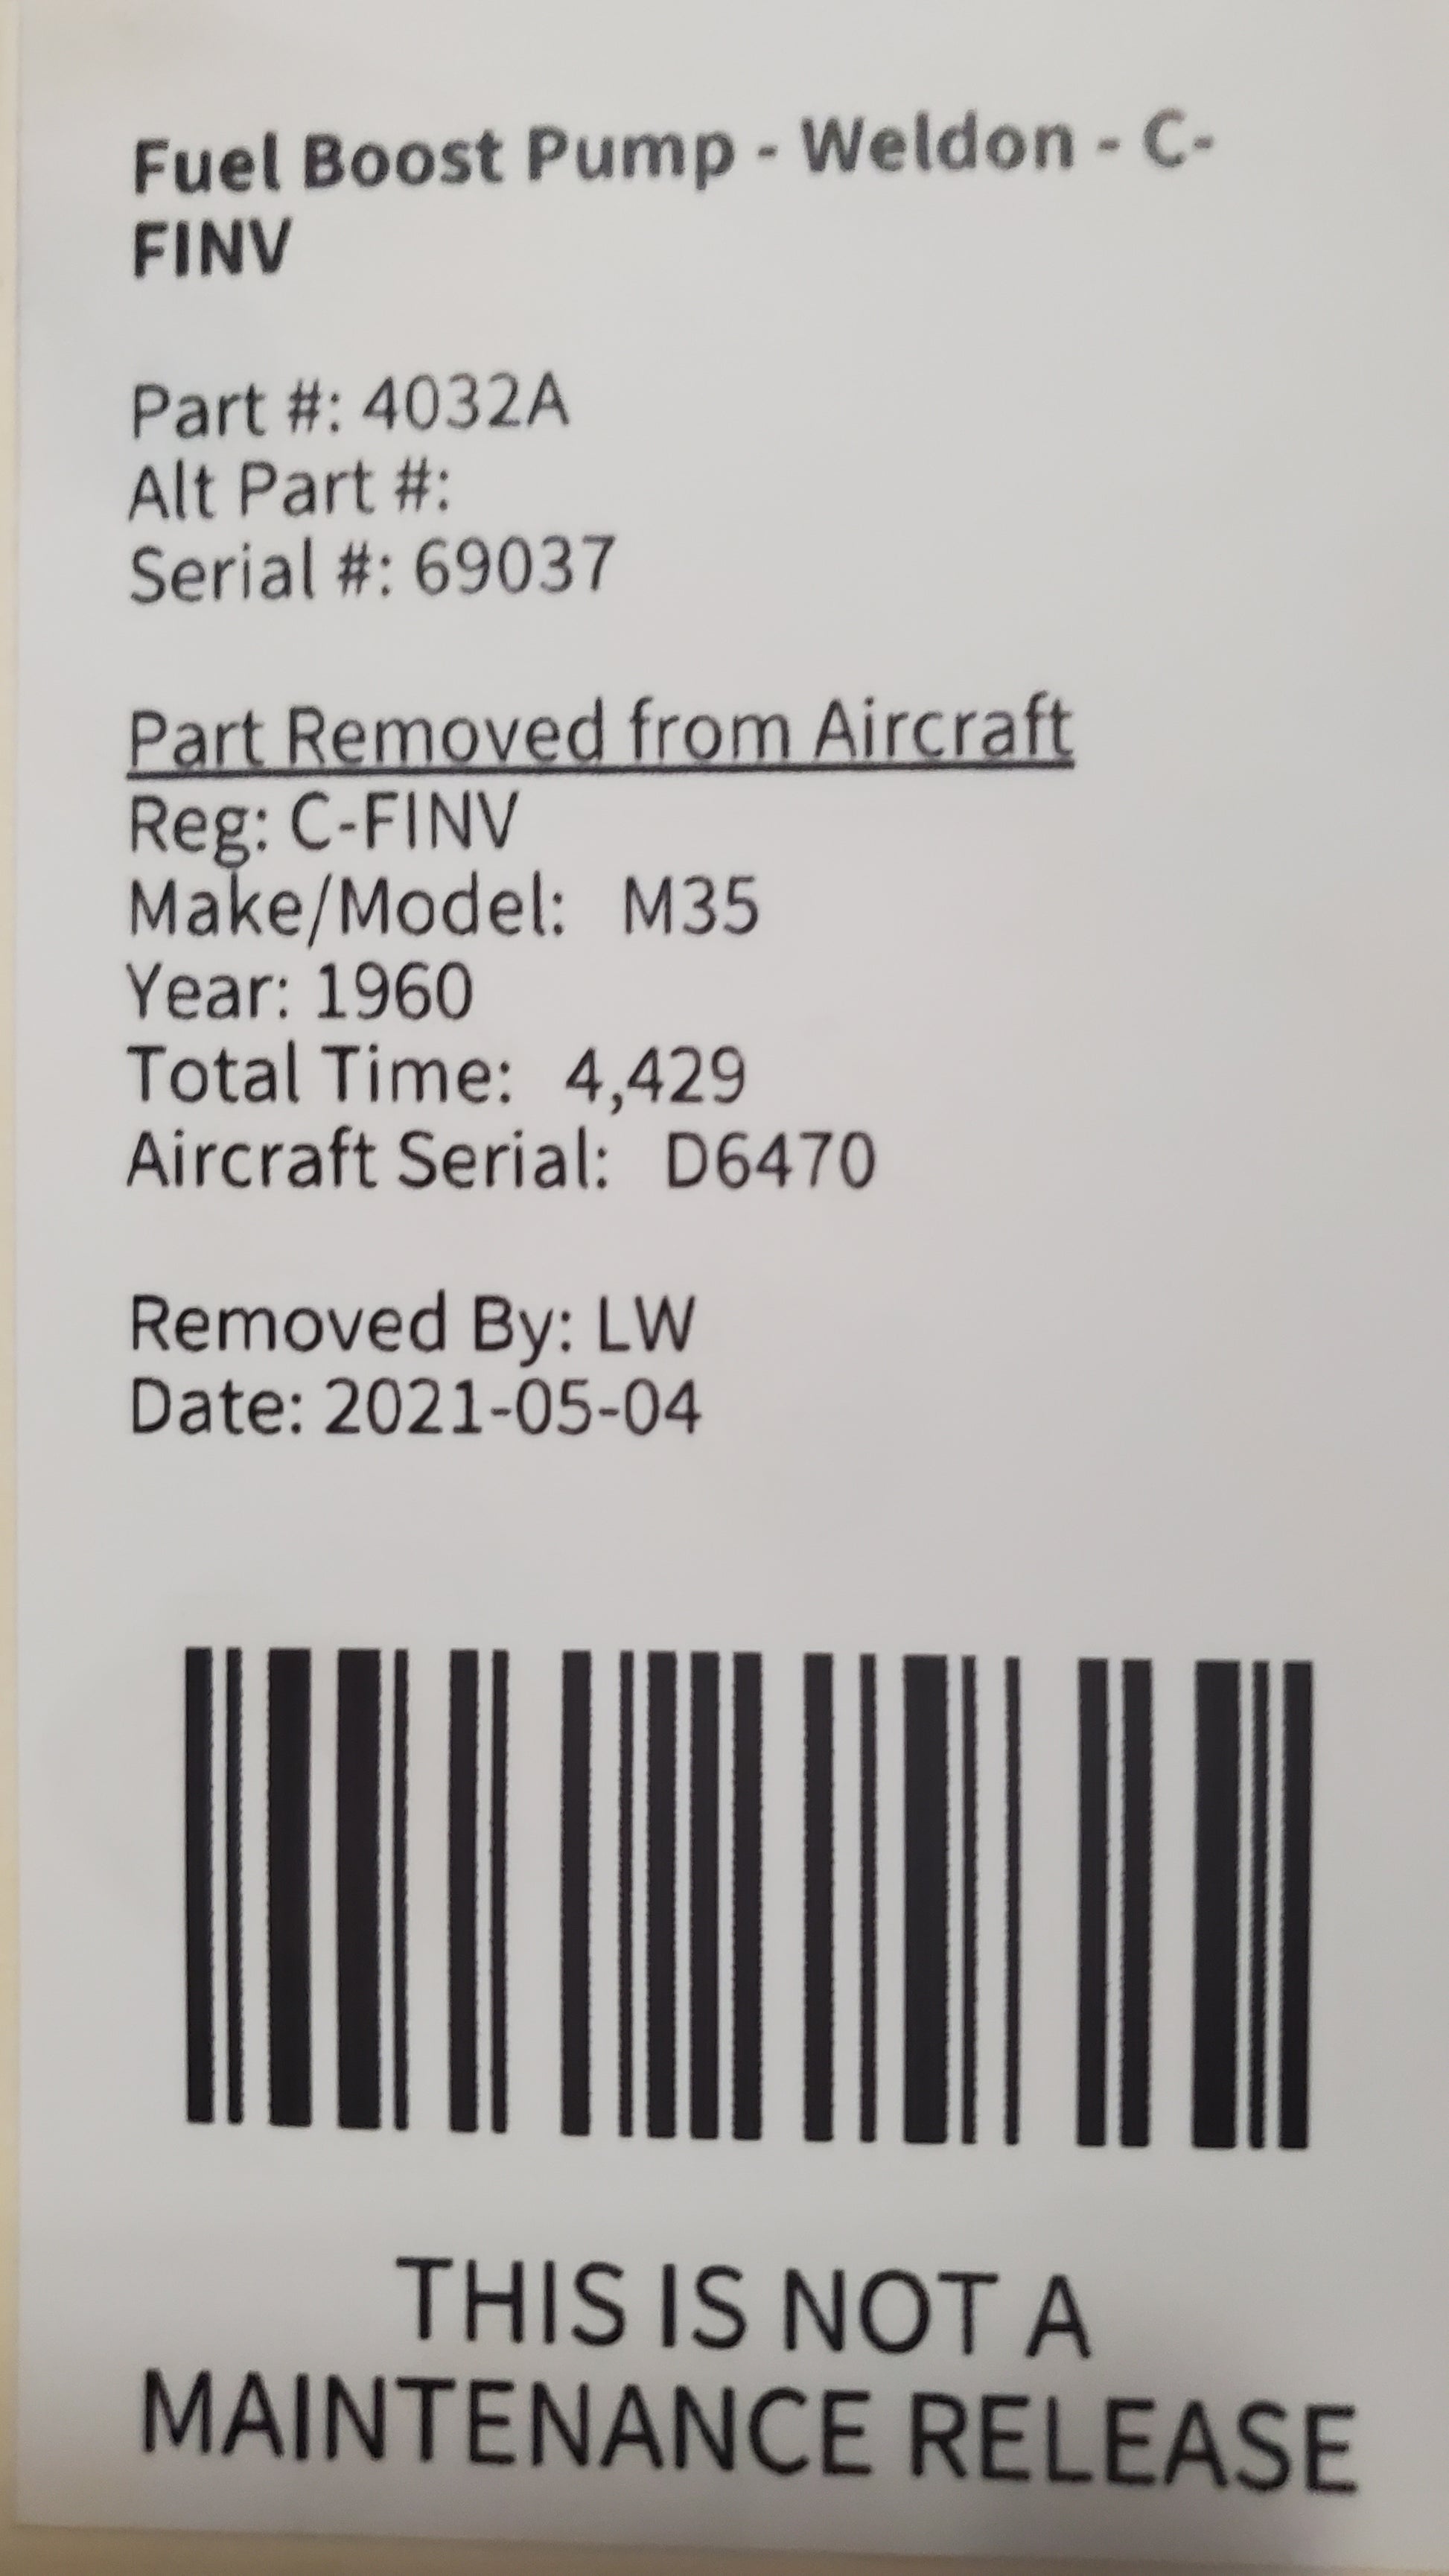 Fuel Boost Pump - Weldon - C-
FINV
Part #: 4032A
Alt Part #:
Serial #: 69037
Part Removed from Aircraft
Reg: C-FINV
Make/Model: M35
Year: 1960
Total Time: 4,429
Aircraft Serial: D6470
Removed By: LW
Date: 2021-05-04
THIS IS NOT A
MAINTENANCE RELEASE